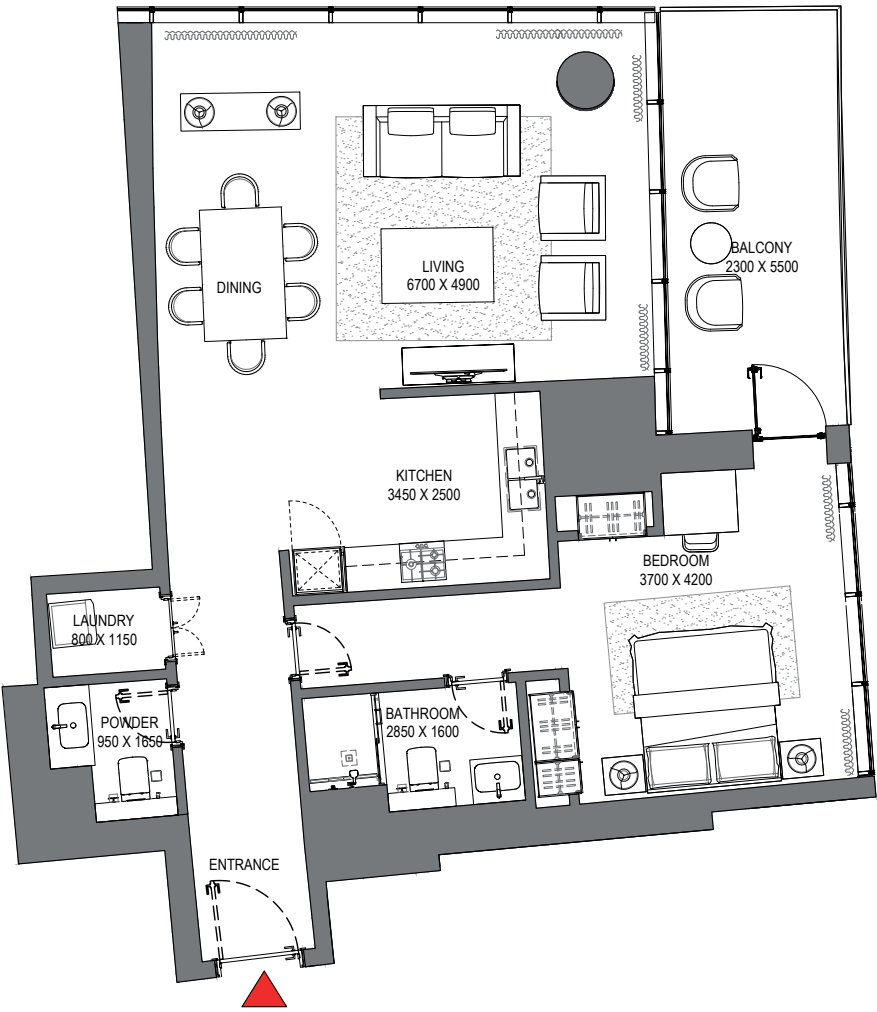 BALCONY
2300 X 5500
LIVING
6700 X 4900
DINING
KITCHEN
3450 X 2500
BEDROOM
3700 X 4200
LAUNDRY
800 X 1150
POWDER
950 X 1650
BATHROOM
2850 X 1600
ENTRANCE